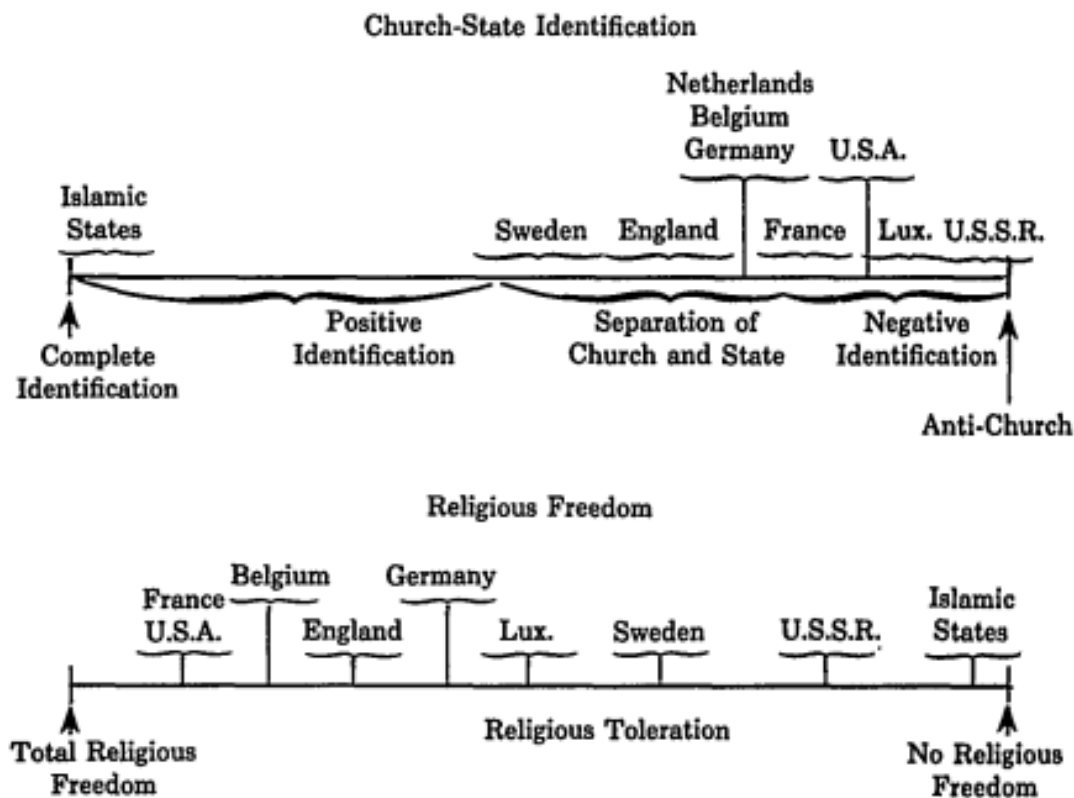 Church-State Identification
Netherlands
Belgium
Germany
U.S.A.
Islamic
States
Sweden
England
France
Lux.
U.S.S.R.
Positive
Identification
Separation of
Church and State
Negative
Identification
Complete
Identification
Anti-Church
Religious Freedom
Belgium
Germany
France
U.S.A.
England
Lux.
Sweden
U.S.S.R.
Islamic
States
Religious Toleration
Total Religious
Freedom
No Religious
Freedom